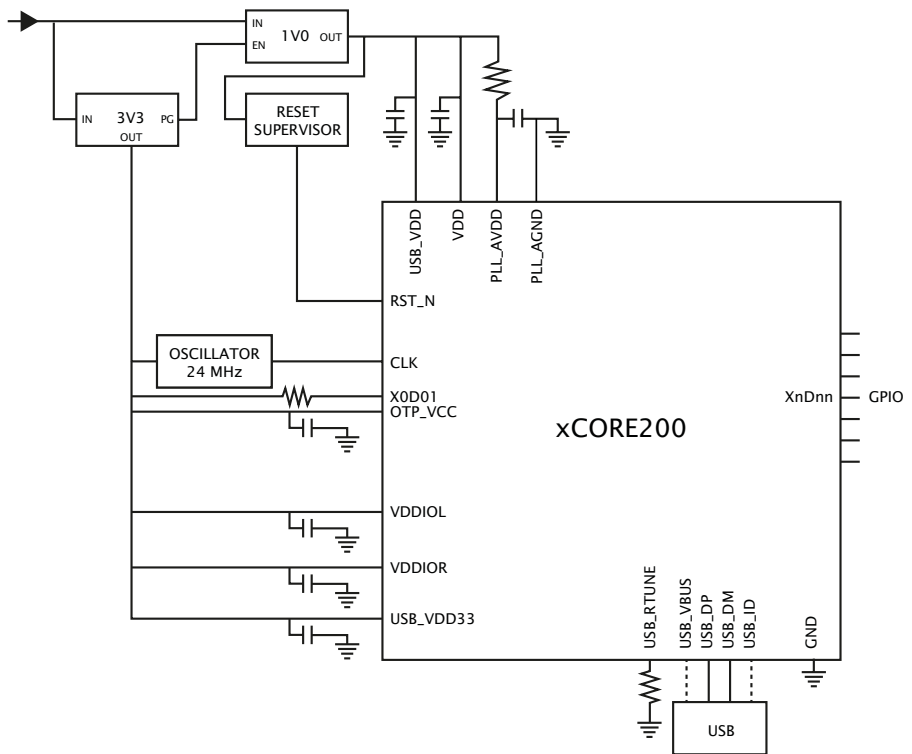 IN
1V0 OUT
EN
IN 3V3 PG
OUT
RESET
SUPERVISOR
USB_VDD
VDD
PLL_AVDD
PLL_AGND
RST_N
OSCILLATOR
24 MHz
CLK
X0D01
OTP_VCC
XnDnn GPIO
xCORE200
VDDIOL
VDDIOR
USB_VDD33
USB_RTUNE
USB_VBUS
USB_DP
USB_DM
USB_ID
GND
USB